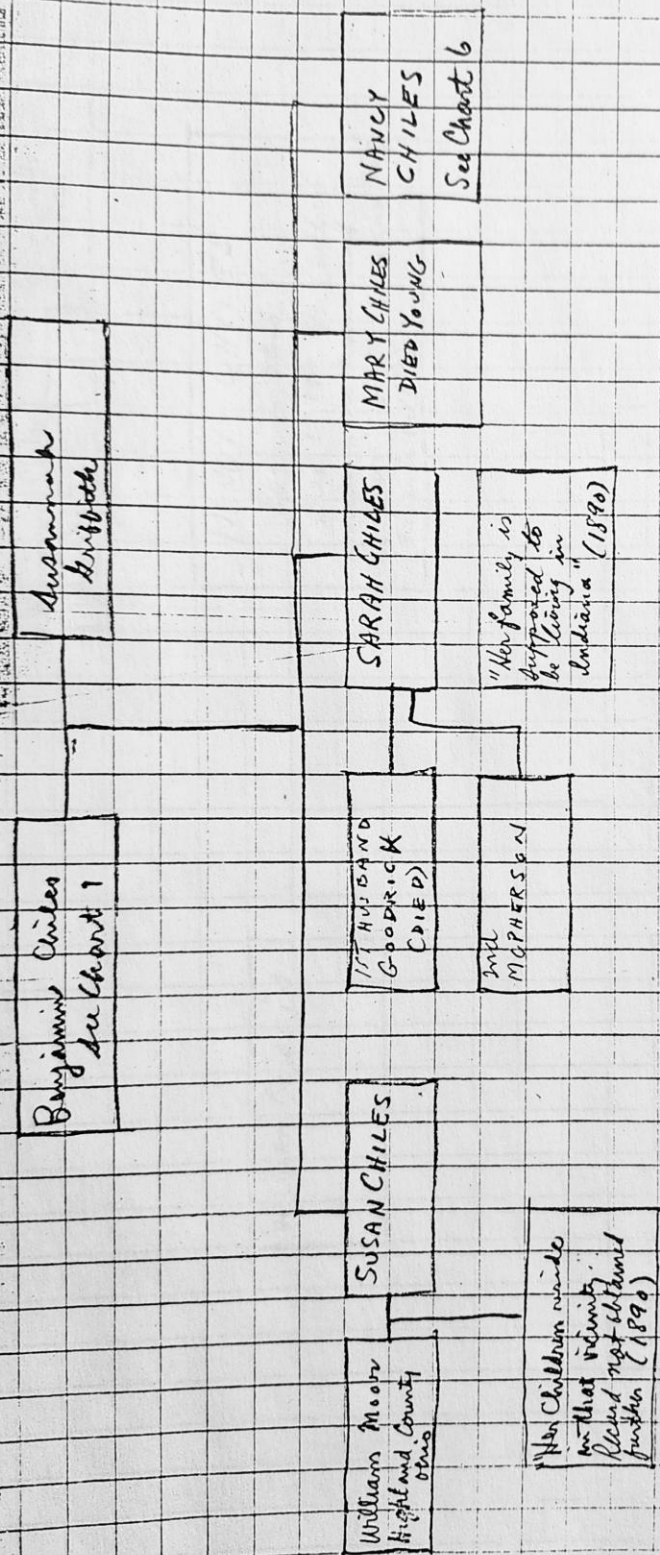 Benjamin Chiles
See Chart 1
Susannah
Griffith
William Moor
Highland County
Ohio
SUSAN CHILES
1ST HUSBAND
GOODRICK
(DIED)
SARAH CHILES
MARY CHILES
DIED YOUNG
NANCY
CHILES
See Chart 6
"Her Children reside
in that vicinity.
Record not obtained
further (1890)
2nd
MCPHERSON
"Her family is
supposed to
be living in
Indiana" (1890)